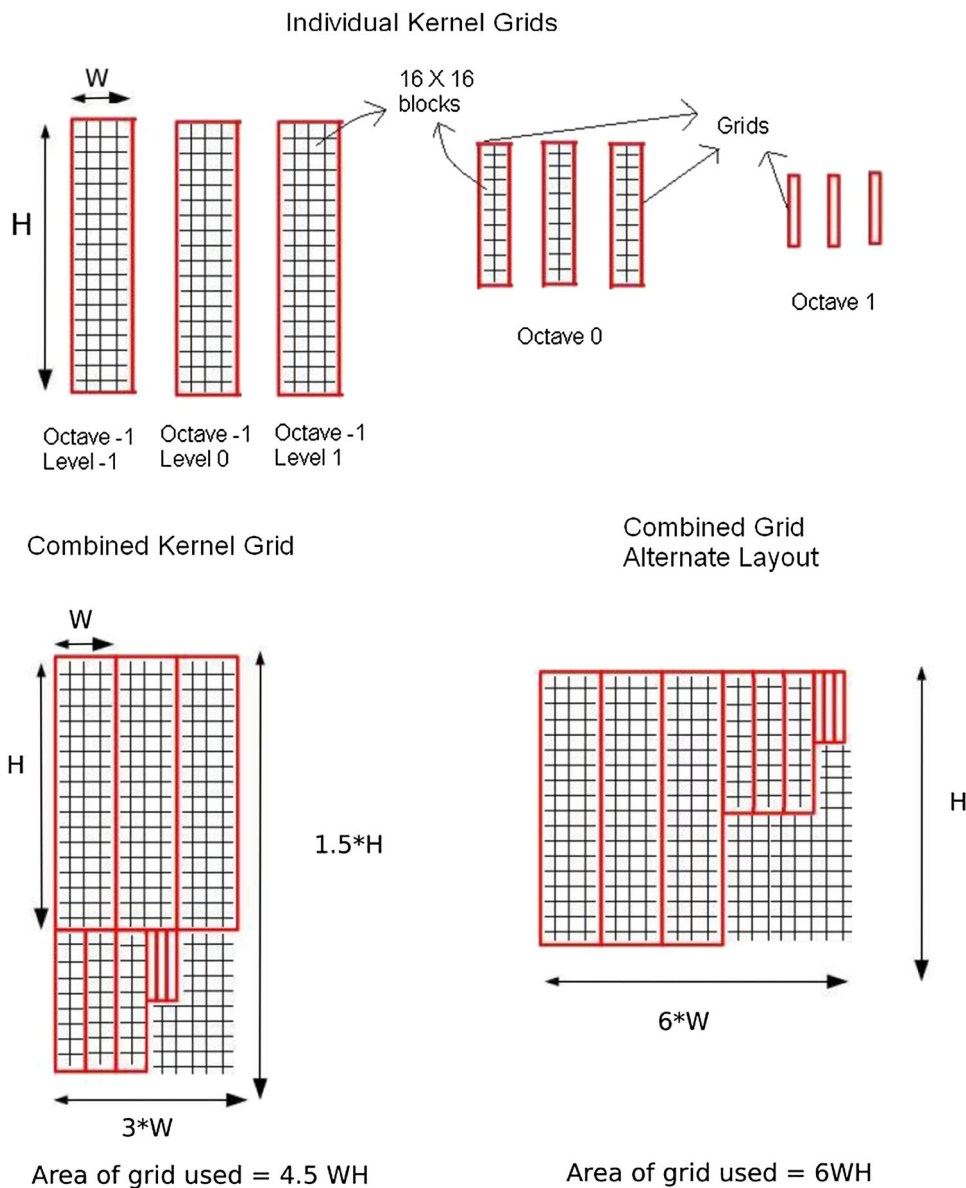 Individual Kernel Grids
W
16 X 16
blocks
Grids
H
Octave 1
Octave 0
Octave -1
Level -1
Octave -1
Level 0
Octave -1
Level 1
Combined Kernel Grid
Combined Grid
Alternate Layout
W
H
1.5*H
H
6*W
3*W
Area of grid used = 4.5 WH
Area of grid used = 6WH